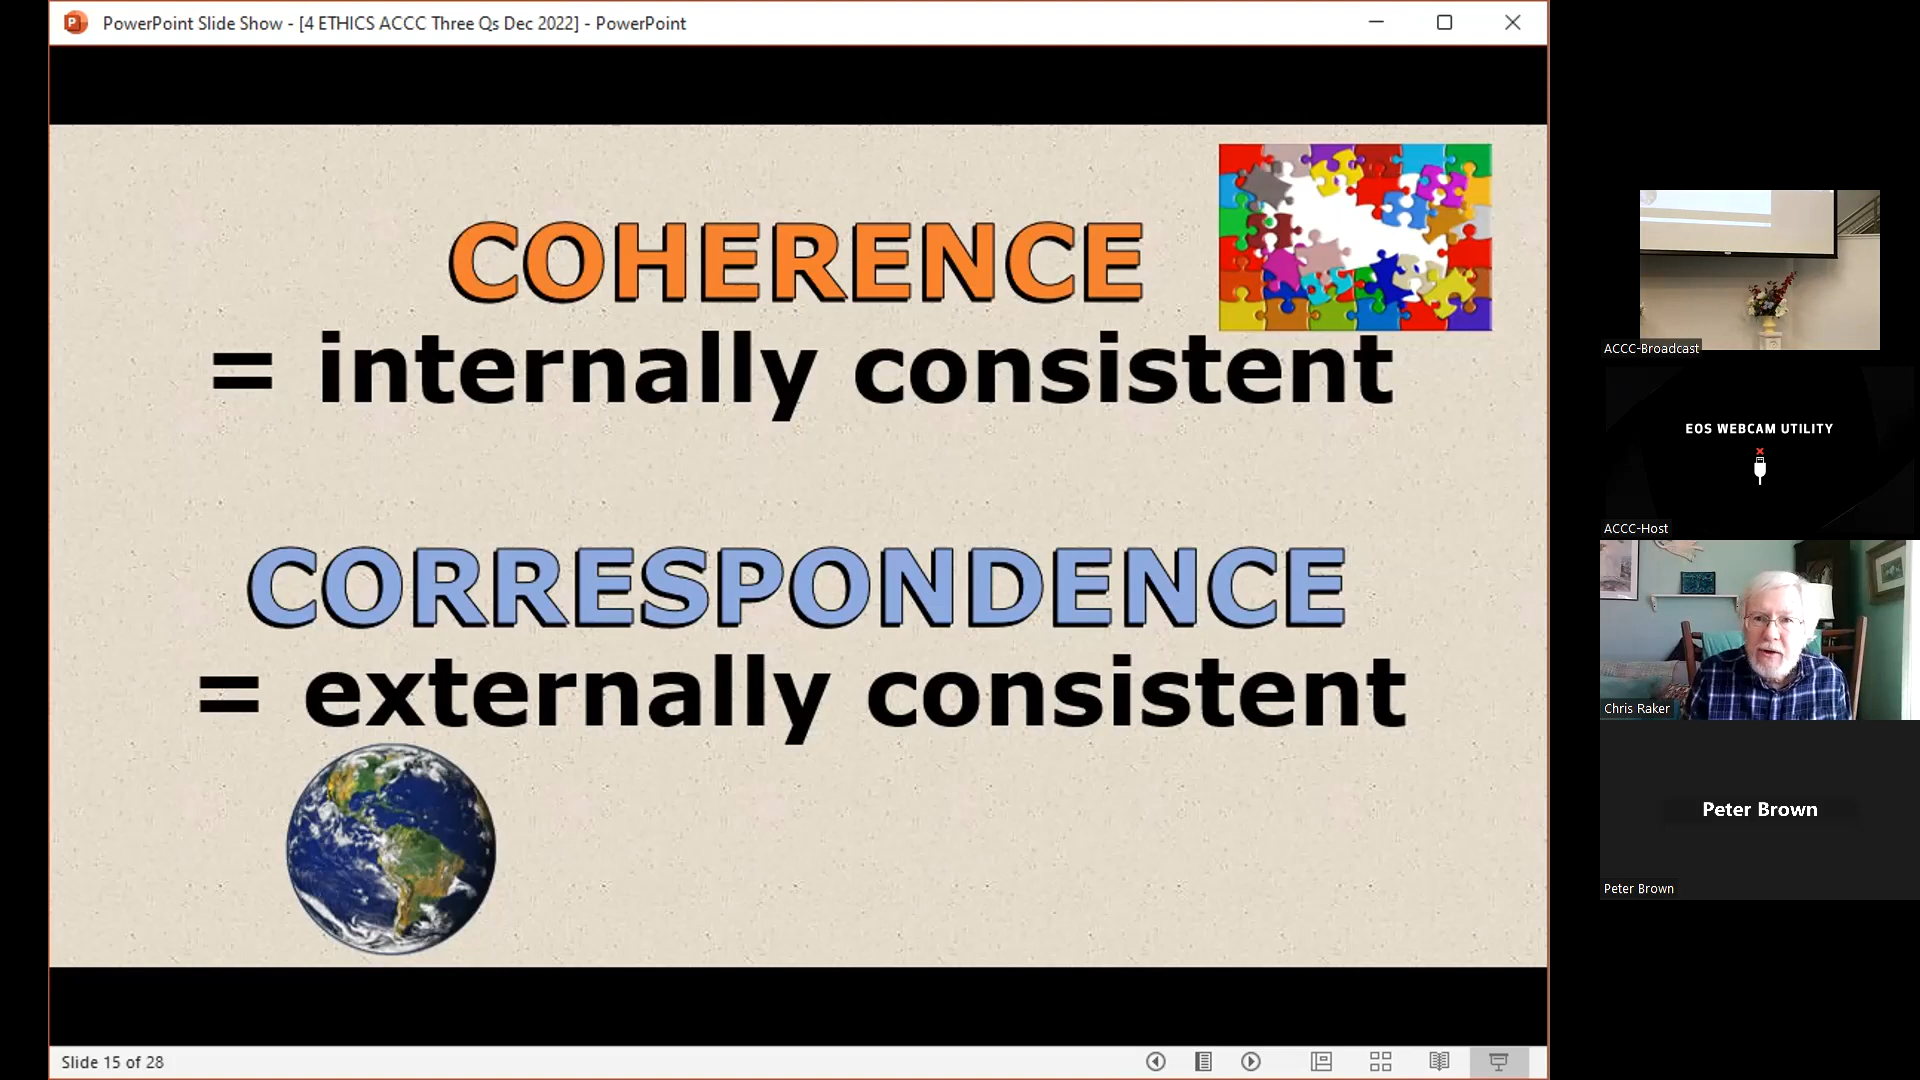 PowerPoint Slide Show - [4 ETHICS ACCC Three Qs Dec 2022] - PowerPoint
COHERENCE
= internally consistent
CORRESPONDENCE
= externally consistent
Slide 15 of 28
ACCC-Broadcast
EOS WEBCAM UTILITY
ACCC-Host
Chris Raker
Peter Brown
Peter Brown